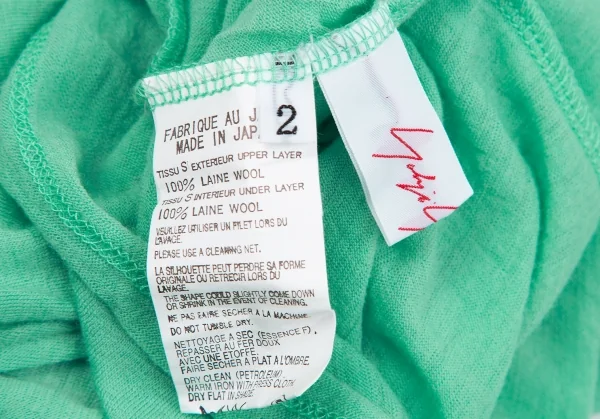 FABRIQUE AU J
MADE IN JAP
2
TISSU S EXTERIEUR UPPER LAYER
100% LAINE WOOL
TISSU S INTERIEUR UNDER LAYER
100% LAINE WOOL
VEUILLEZ UTILISER UN FILET LORS DU
LAVAGE.
PLEASE USE A CLEANING NET.
LA SILHOUETTE PEUT PERDRE SA FORME
ORIGINALE OU RETRECIR LORS DU
LAVAGE.
THE SHAPE COULD SLIGHTLY COME DOWN
OR SHRINK IN THE EVENT OF CLEANING.
NE PAS FAIRE SECHER A LA MACHINE.
DO NOT TUMBLE DRY.
NETTOYAGE A SEC (ESSENCE F).
REPASSER AU FER DOUX
AVEC UNE ETOFFE.
FAIRE SECHER A PLAT A L'OMBRE.
DRY CLEAN (PETROLEUM)
WARM IRON WITH PRESS CLOTH
DRY FLAT IN SHADE